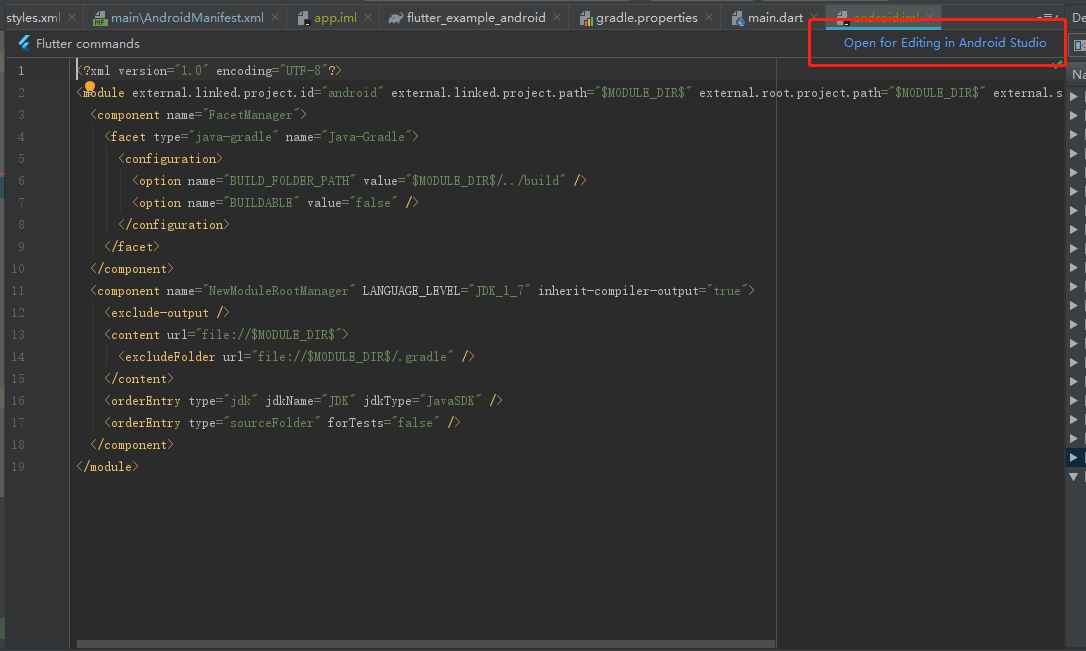 styles.xml main\AndroidManifest.xml app.iml flutter_example_android gradle.properties main.dart android.iml De
Flutter commands Open for Editing in Android Studio
Na
1 <?xml version="1.0" encoding="UTF-8"?>
2 <module external.linked.project.id="android" external.linked.project.path="$MODULE_DIR$" external.root.project.path="$MODULE_DIR$" external.s
3 <component name="FacetManager">
4 <facet type="java-gradle" name="Java-Gradle">
5 <configuration>
6 <option name="BUILD_FOLDER_PATH" value="$MODULE_DIR$/../build" />
7 <option name="BUILDABLE" value="false" />
8 </configuration>
9 </facet>
10 </component>
11 <component name="NewModuleRootManager" LANGUAGE_LEVEL="JDK_1_7" inherit-compiler-output="true">
12 <exclude-output />
13 <content url="file://$MODULE_DIR$">
14 <excludeFolder url="file://$MODULE_DIR$/.gradle" />
15 </content>
16 <orderEntry type="jdk" jdkName="JDK" jdkType="JavaSDK" />
17 <orderEntry type="sourceFolder" forTests="false" />
18 </component>
19 </module>